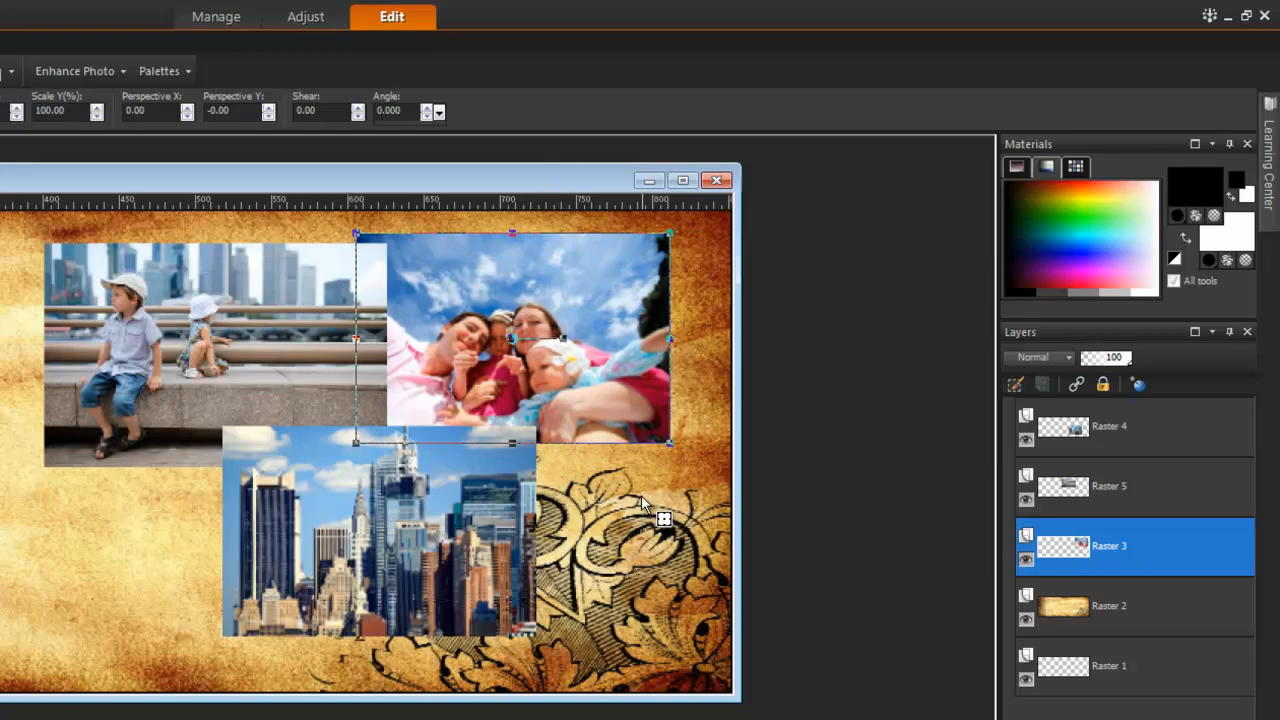 Manage Adjust Edit
Enhance Photo Palettes
Scale Y(%): Perspective X: Perspective Y: Shear: Angle:
100.00 0.00 -0.00 0.00 0.000
Materials
Learning Center
400 450 500 550 600 650 700 750 800
All tools
Layers
Normal 100
Raster 4
Raster 5
Raster 3
Raster 2
Raster 1